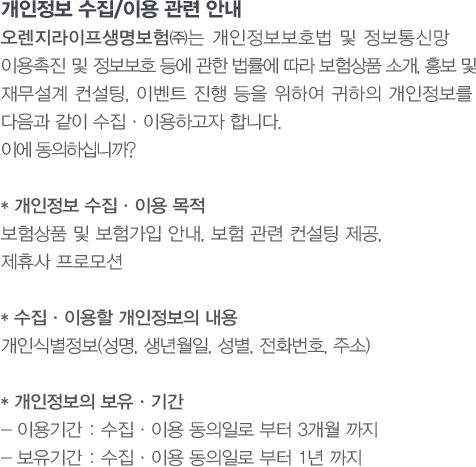 개인정보 수집/이용 관련 안내
오렌지라이프생명보험㈜는 개인정보보호법 및 정보통신망
이용촉진 및 정보보호 등에 관한 법률에 따라 보험상품 소개, 홍보 및
재무설계 컨설팅, 이벤트 진행 등을 위하여 귀하의 개인정보를
다음과 같이 수집 · 이용하고자 합니다.
이에 동의하십니까?
* 개인정보 수집 · 이용 목적
보험상품 및 보험가입 안내, 보험 관련 컨설팅 제공,
제휴사 프로모션
* 수집 · 이용할 개인정보의 내용
개인식별정보(성명, 생년월일, 성별, 전화번호, 주소)
* 개인정보의 보유 · 기간
– 이용기간 : 수집 · 이용 동의일로 부터 3개월 까지
– 보유기간 : 수집 · 이용 동의일로 부터 1년 까지